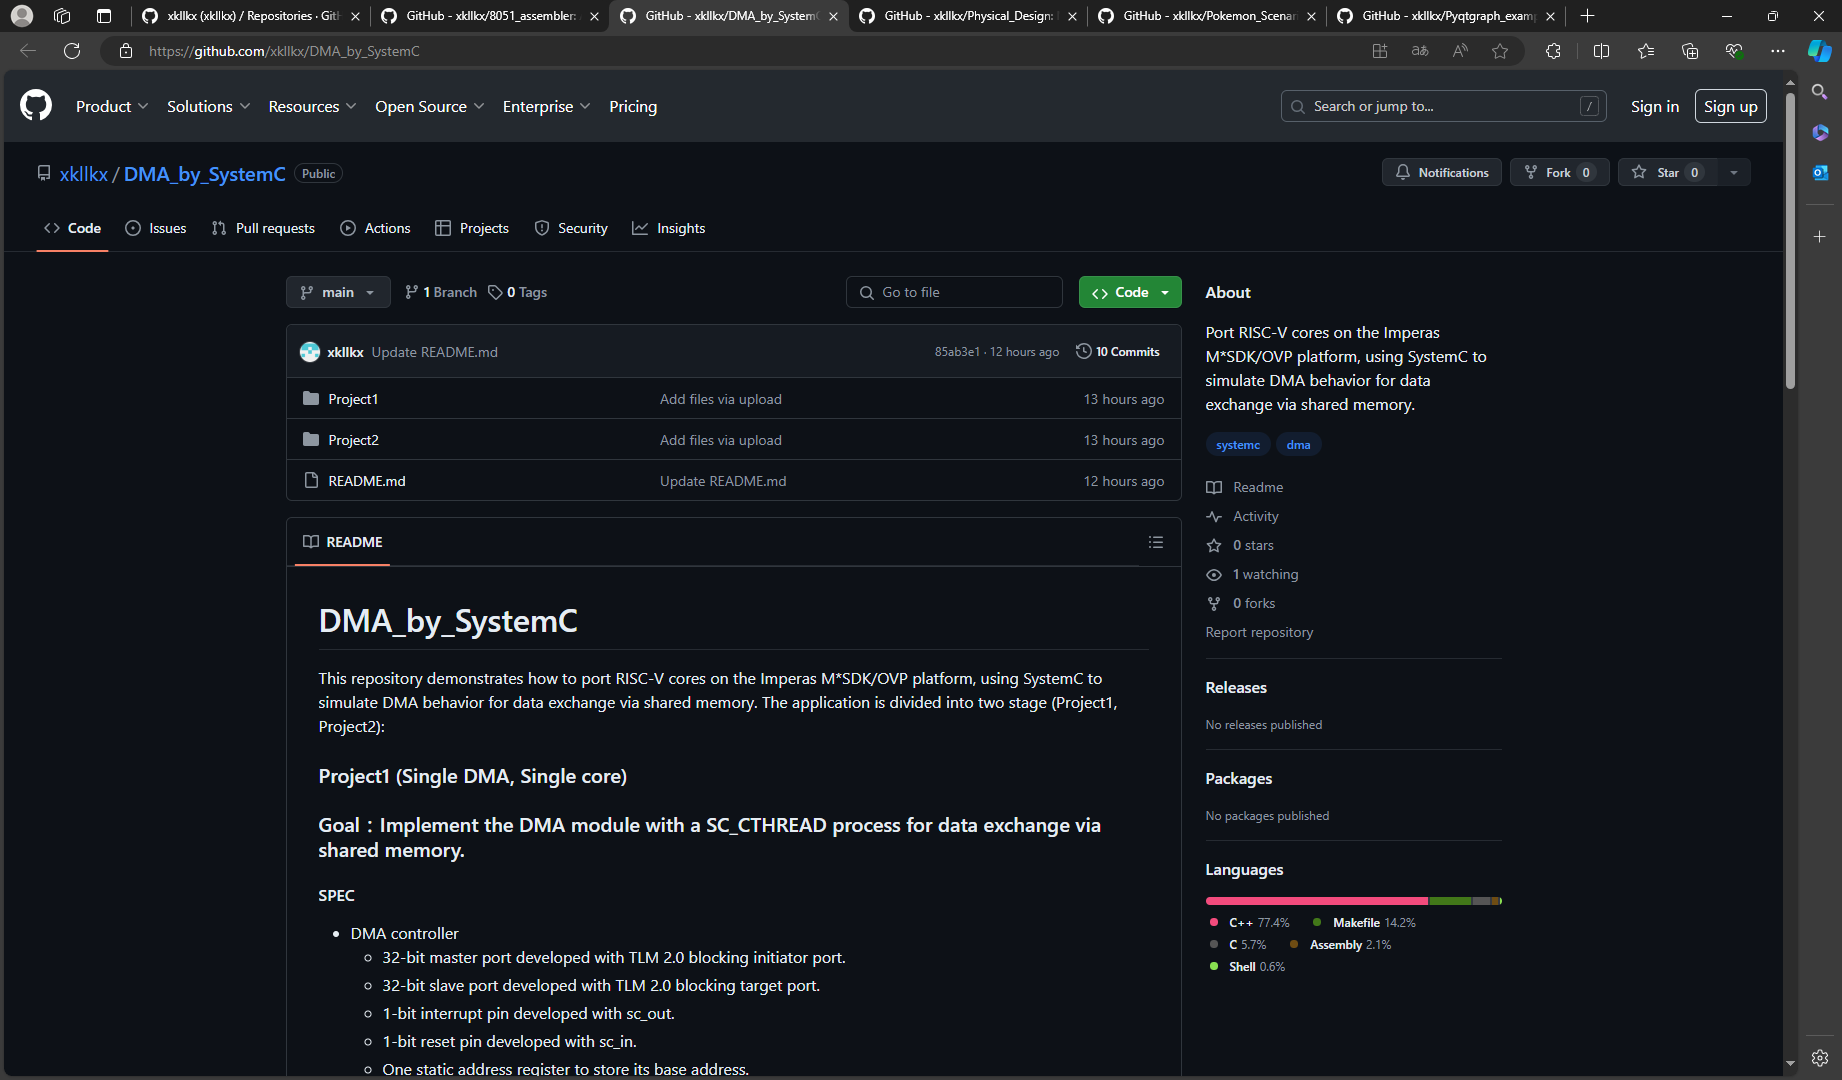 xkllkx (xkllkx) / Repositories · GitH
GitHub - xkllkx/8051_assembler:
GitHub - xkllkx/DMA_by_SystemC
GitHub - xkllkx/Physical_Design:
GitHub - xkllkx/Pokemon_Scenari
GitHub - xkllkx/Pyqtgraph_examp
https://github.com/xkllkx/DMA_by_SystemC
Product
Solutions
Resources
Open Source
Enterprise
Pricing
Search or jump to...
/
Sign in
Sign up
xkllkx / DMA_by_SystemC
Public
Notifications
Fork 0
Star 0
Code
Issues
Pull requests
Actions
Projects
Security
Insights
main
1 Branch
0 Tags
Go to file
Code
xkllkx Update README.md
85ab3e1 · 12 hours ago
10 Commits
Project1
Add files via upload
13 hours ago
Project2
Add files via upload
13 hours ago
README.md
Update README.md
12 hours ago
README
DMA_by_SystemC
This repository demonstrates how to port RISC-V cores on the Imperas M*SDK/OVP platform, using SystemC to
simulate DMA behavior for data exchange via shared memory. The application is divided into two stage (Project1,
Project2):
Project1 (Single DMA, Single core)
Goal：Implement the DMA module with a SC_CTHREAD process for data exchange via
shared memory.
SPEC
DMA controller
32-bit master port developed with TLM 2.0 blocking initiator port.
32-bit slave port developed with TLM 2.0 blocking target port.
1-bit interrupt pin developed with sc_out.
1-bit reset pin developed with sc_in.
One static address register to store its base address.
About
Port RISC-V cores on the Imperas
M*SDK/OVP platform, using SystemC to
simulate DMA behavior for data
exchange via shared memory.
systemc
dma
Readme
Activity
0 stars
1 watching
0 forks
Report repository
Releases
No releases published
Packages
No packages published
Languages
C++ 77.4%
Makefile 14.2%
C 5.7%
Assembly 2.1%
Shell 0.6%